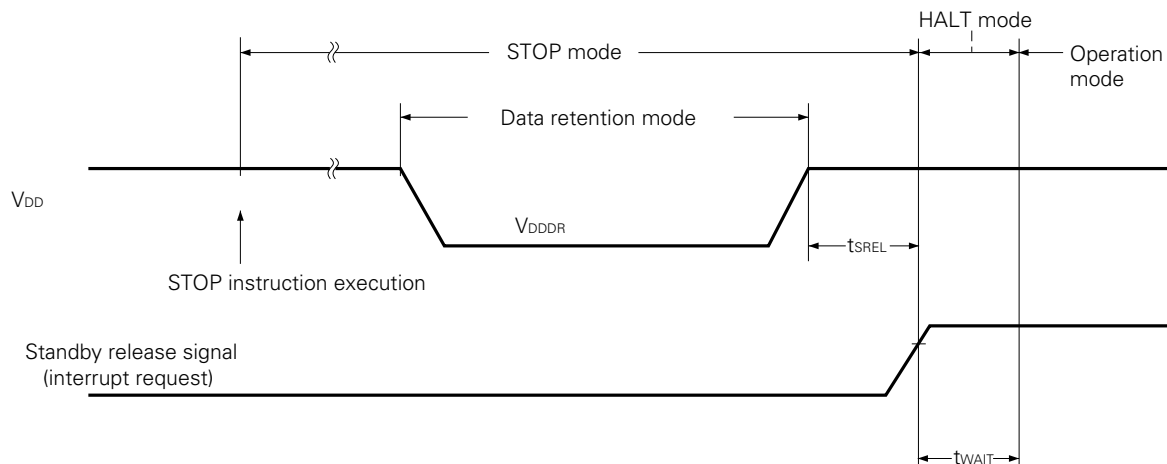 HALT mode
STOP mode
Operation
mode
Data retention mode
VDD
VDDDR
tSREL
STOP instruction execution
Standby release signal
(interrupt request)
tWAIT